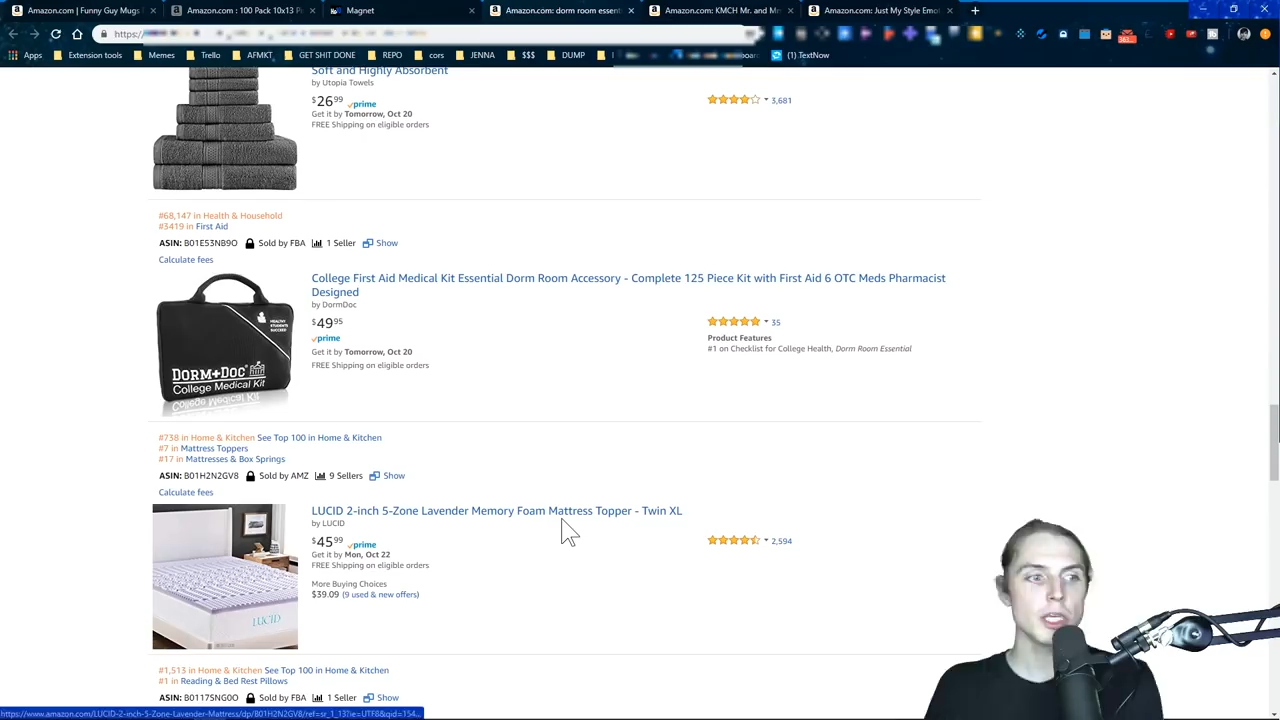 Amazon.com | Funny Guy Mugs
Amazon.com : 100 Pack 10x13 P
Magnet
Amazon.com: dorm room essent
Amazon.com: KMCH Mr. and Mr
Amazon.com: Just My Style Emot
https://
Apps
Extension tools
Memes
Trello
AFMKT
GET SHIT DONE
REPO
cors
JENNA
$$$
DUMP
(1) TextNow
Soft and Highly Absorbent
by Utopia Towels
$26 99 prime
Get it by Tomorrow, Oct 20
FREE Shipping on eligible orders
3,681
#68,147 in Health & Household
#3419 in First Aid
ASIN: B01E53NB9O Sold by FBA 1 Seller Show
Calculate fees
College First Aid Medical Kit Essential Dorm Room Accessory - Complete 125 Piece Kit with First Aid 6 OTC Meds Pharmacist
Designed
by DormDoc
$49 95
prime
Get it by Tomorrow, Oct 20
FREE Shipping on eligible orders
35
Product Features
#1 on Checklist for College Health, Dorm Room Essential
HEALTHY
STUDENTS
SUCCEED
DORM+DOC
College Medical Kit
#738 in Home & Kitchen See Top 100 in Home & Kitchen
#7 in Mattress Toppers
#17 in Mattresses & Box Springs
ASIN: B01H2N2GV8 Sold by AMZ 9 Sellers Show
Calculate fees
LUCID 2-inch 5-Zone Lavender Memory Foam Mattress Topper - Twin XL
by LUCID
$45 99 prime
Get it by Mon, Oct 22
FREE Shipping on eligible orders
More Buying Choices
$39.09 (9 used & new offers)
2,594
LUCID
#1,513 in Home & Kitchen See Top 100 in Home & Kitchen
#1 in Reading & Bed Rest Pillows
ASIN: B0117SNG0O Sold by FBA 1 Seller Show
https://www.amazon.com/LUCID-2-inch-5-Zone-Lavender-Mattress/dp/B01H2N2GV8/ref=sr_1_13?ie=UTF8&qid=154...